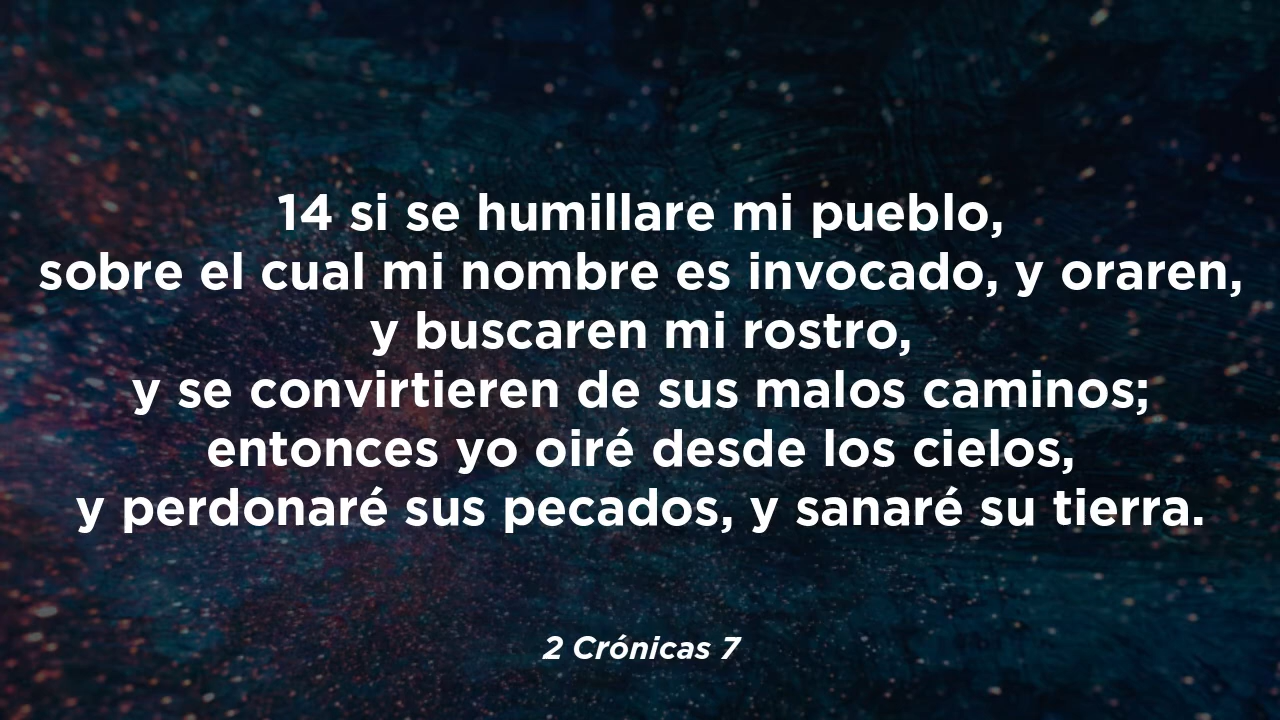 14 si se humillare mi pueblo,
sobre el cual mi nombre es invocado, y oraren,
y buscaren mi rostro,
y se convirtieren de sus malos caminos;
entonces yo oiré desde los cielos,
y perdonaré sus pecados, y sanaré su tierra.
2 Crónicas 7